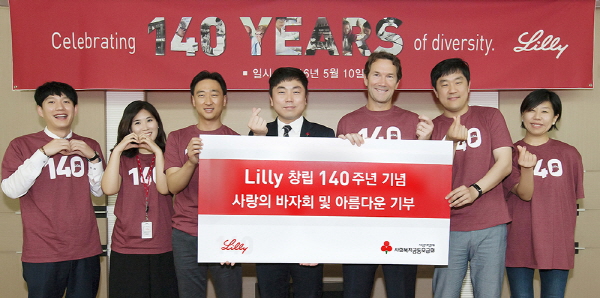 Celebrating 140 YEARS of diversity. Lilly
■ 일시 6년 5월 10일
140
140
140
140
Lilly 창립 140주년 기념
사랑의 바자회 및 아름다운 기부
Lilly
사회복지공동모금회